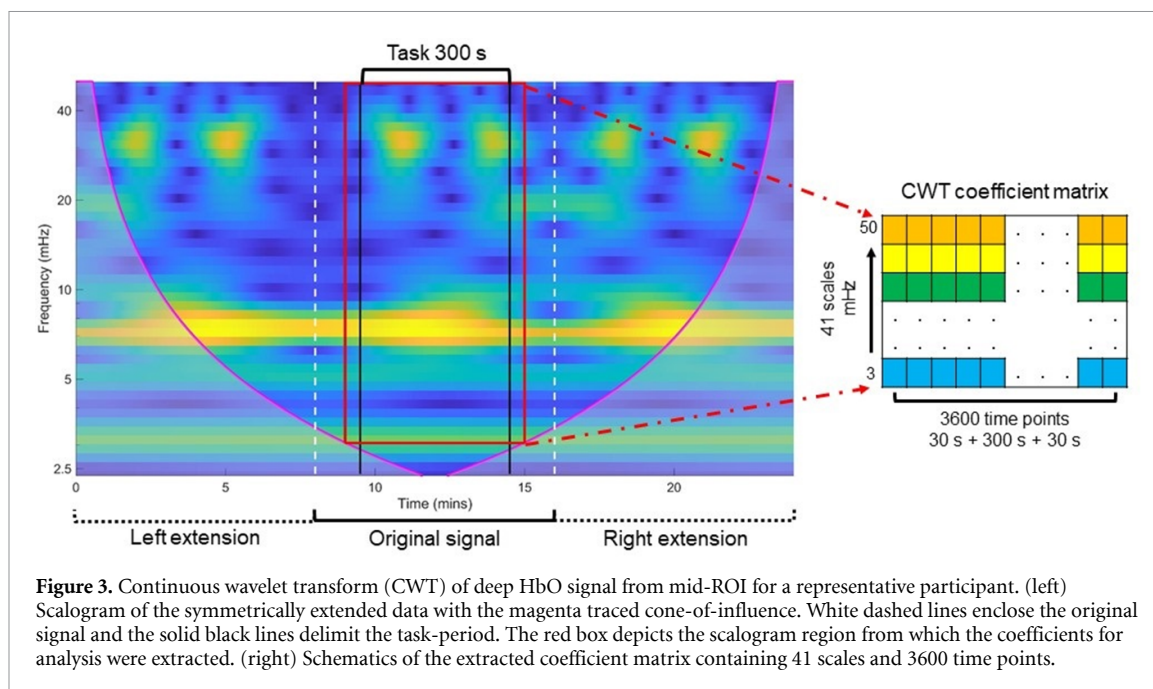 Task 300 s
40
20
10
5
2.5
Frequency (mHz)
0
5
10
15
20
Time (mins)
Left extension
Original signal
Right extension
CWT coefficient matrix
50
3
41 scales
mHz
3600 time points
30 s + 300 s + 30 s
Figure 3. Continuous wavelet transform (CWT) of deep HbO signal from mid-ROI for a representative participant. (left)
Scalogram of the symmetrically extended data with the magenta traced cone-of-influence. White dashed lines enclose the original
signal and the solid black lines delimit the task-period. The red box depicts the scalogram region from which the coefficients for
analysis were extracted. (right) Schematics of the extracted coefficient matrix containing 41 scales and 3600 time points.